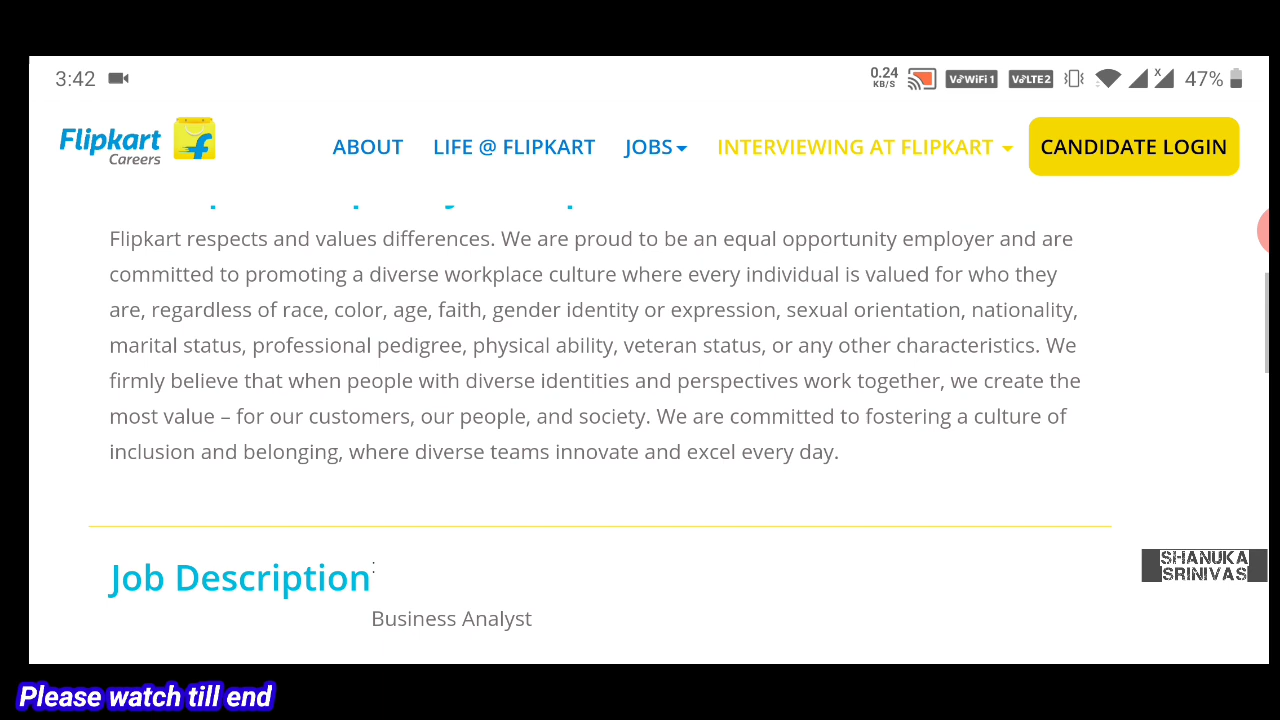 3:42
0.24
KB/S
Vo WiFi 1
Vo LTE2
X
47%
Flipkart
Careers
ABOUT
LIFE @ FLIPKART
JOBS
INTERVIEWING AT FLIPKART
CANDIDATE LOGIN
Flipkart respects and values differences. We are proud to be an equal opportunity employer and are
committed to promoting a diverse workplace culture where every individual is valued for who they
are, regardless of race, color, age, faith, gender identity or expression, sexual orientation, nationality,
marital status, professional pedigree, physical ability, veteran status, or any other characteristics. We
firmly believe that when people with diverse identities and perspectives work together, we create the
most value – for our customers, our people, and society. We are committed to fostering a culture of
inclusion and belonging, where diverse teams innovate and excel every day.
Job Description :
Business Analyst
SHANUKA
SRINIVAS
Please watch till end